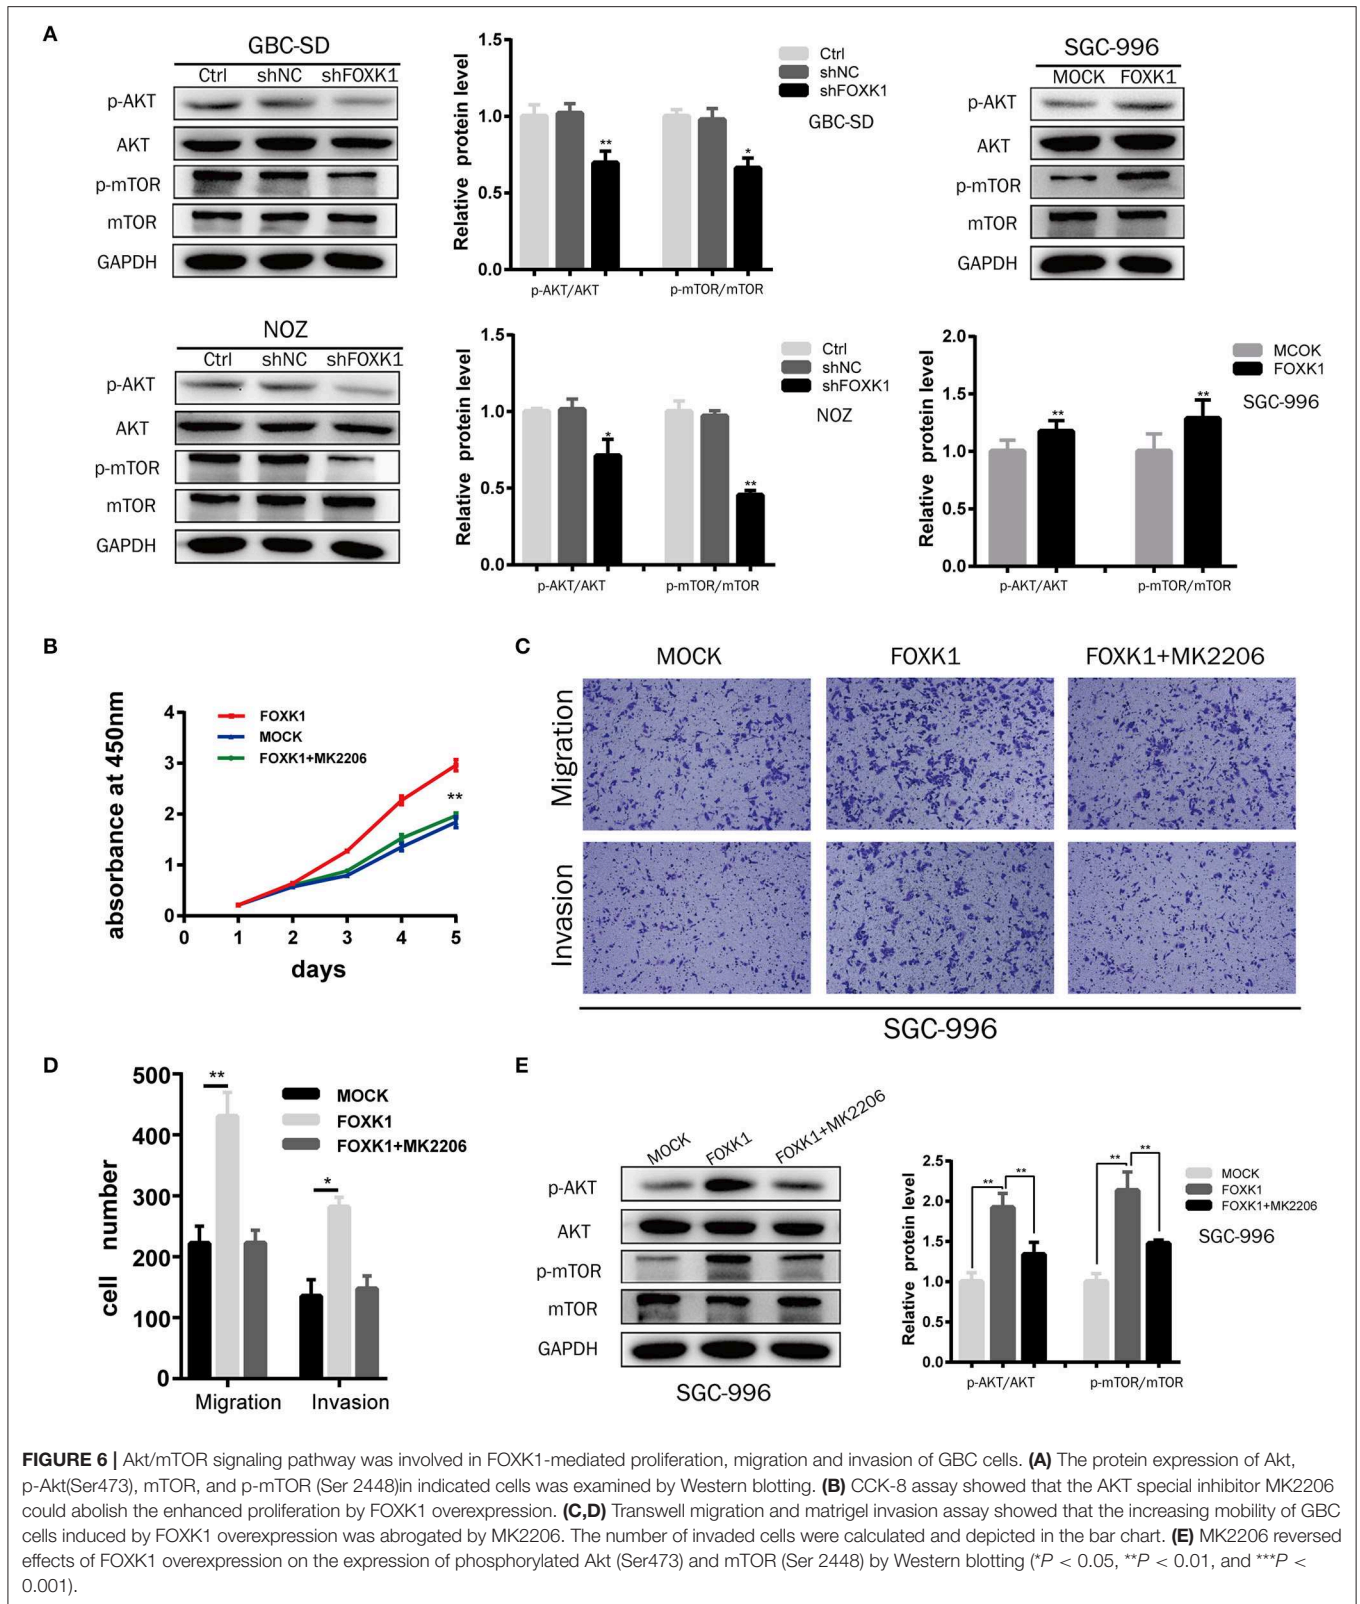 A
GBC-SD
Ctrl shNC shFOXK1
p-AKT
AKT
p-mTOR
mTOR
GAPDH
1.5
1.0
0.5
0.0
Relative protein level
** *
p-AKT/AKT p-mTOR/mTOR
Ctrl
shNC
shFOXK1
GBC-SD
SGC-996
MOCK FOXK1
p-AKT
AKT
p-mTOR
mTOR
GAPDH
NOZ
Ctrl shNC shFOXK1
p-AKT
AKT
p-mTOR
mTOR
GAPDH
1.5
1.0
0.5
0.0
Relative protein level
* **
p-AKT/AKT p-mTOR/mTOR
Ctrl
shNC
shFOXK1
NOZ
2.0
1.5
1.0
0.5
0.0
Relative protein level
** **
p-AKT/AKT p-mTOR/mTOR
MCOK
FOXK1
SGC-996
B
absorbance at 450nm
4
3
2
1
0
FOXK1
MOCK
FOXK1+MK2206
**
0 1 2 3 4 5
days
C
MOCK FOXK1 FOXK1+MK2206
Migration
Invasion
SGC-996
D
cell number
500
400
300
200
100
0
** *
MOCK
FOXK1
FOXK1+MK2206
Migration Invasion
E
MOCK FOXK1 FOXK1+MK2206
p-AKT
AKT
p-mTOR
mTOR
GAPDH
SGC-996
Relative protein level
2.5
2.0
1.5
1.0
0.5
0.0
** ** ** **
p-AKT/AKT p-mTOR/mTOR
MOCK
FOXK1
FOXK1+MK2206
SGC-996
FIGURE 6 | Akt/mTOR signaling pathway was involved in FOXK1-mediated proliferation, migration and invasion of GBC cells. (A) The protein expression of Akt,
p-Akt(Ser473), mTOR, and p-mTOR (Ser 2448)in indicated cells was examined by Western blotting. (B) CCK-8 assay showed that the AKT special inhibitor MK2206
could abolish the enhanced proliferation by FOXK1 overexpression. (C,D) Transwell migration and matrigel invasion assay showed that the increasing mobility of GBC
cells induced by FOXK1 overexpression was abrogated by MK2206. The number of invaded cells were calculated and depicted in the bar chart. (E) MK2206 reversed
effects of FOXK1 overexpression on the expression of phosphorylated Akt (Ser473) and mTOR (Ser 2448) by Western blotting (*P < 0.05, **P < 0.01, and ***P <
0.001).